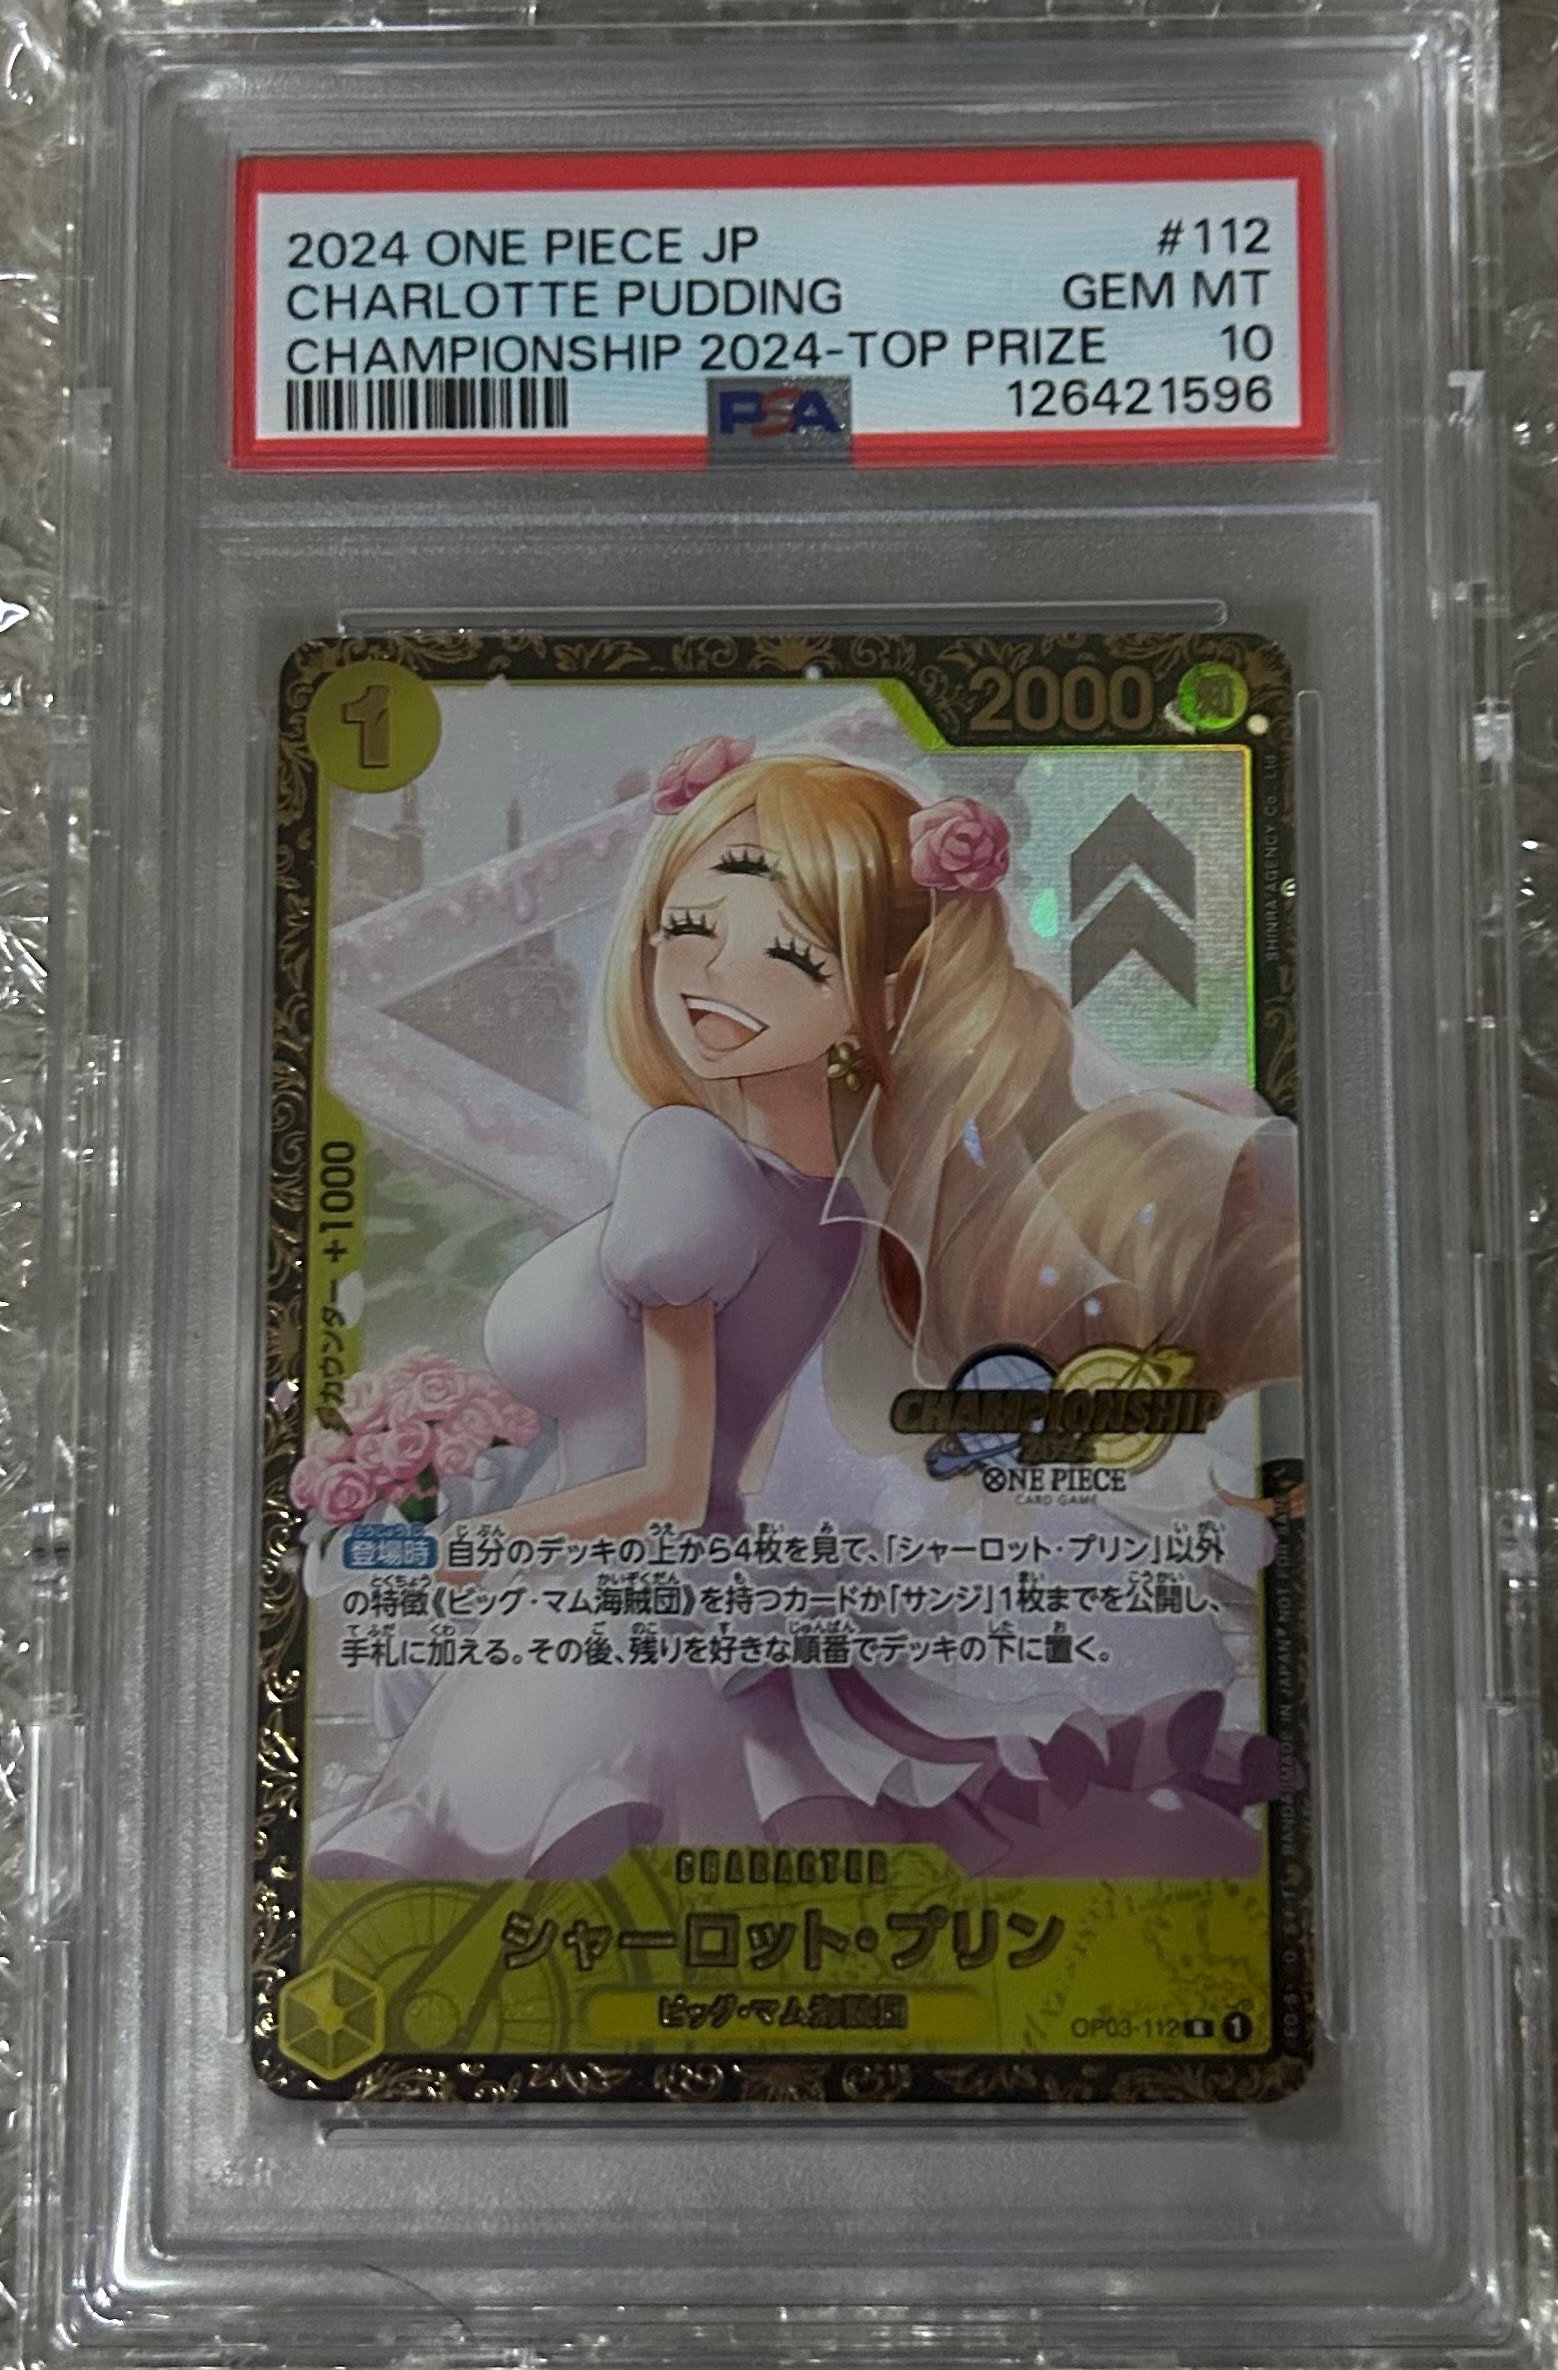 2024 ONE PIECE JP #112
CHARLOTTE PUDDING GEM MT
CHAMPIONSHIP 2024-TOP PRIZE 10
PSA 126421596
1
2000
知
SHINRA AGENCY Co. Ltd
カウンター +1000
CHAMPIONSHIP
2024
ONE PIECE
CARD GAME
登場時 自分のデッキの上から4枚を見て、「シャーロット・プリン」以外
の特徴《ビッグ・マム海賊団》を持つカードか「サンジ」1枚までを公開し、
手札に加える。その後、残りを好きな順番でデッキの下に置く。
CHARACTER
シャーロット・プリン
ビッグ・マム海賊団
OP03-112 R 1